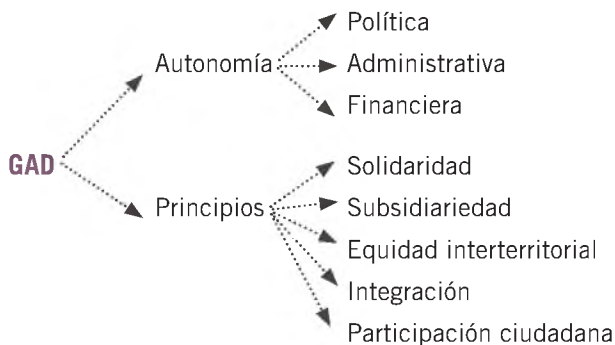 GAD
Autonomía
Política
Administrativa
Financiera
Principios
Solidaridad
Subsidiariedad
Equidad interterritorial
Integración
Participación ciudadana